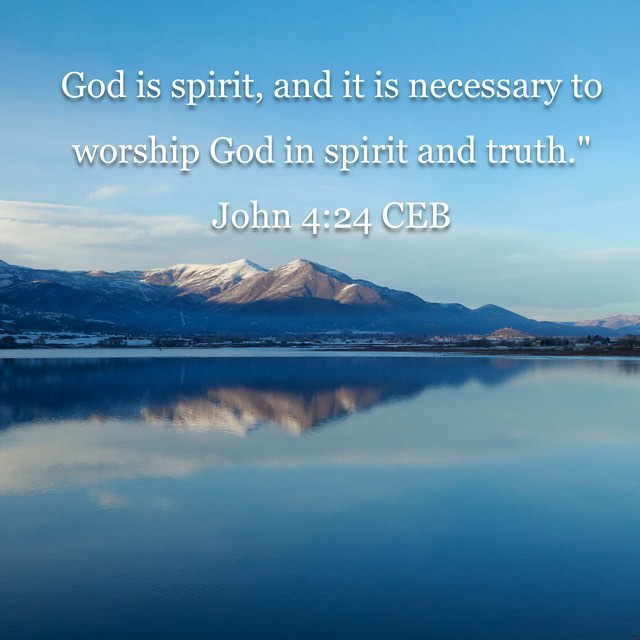 God is spirit, and it is necessary to
worship God in spirit and truth."
John 4:24 CEB